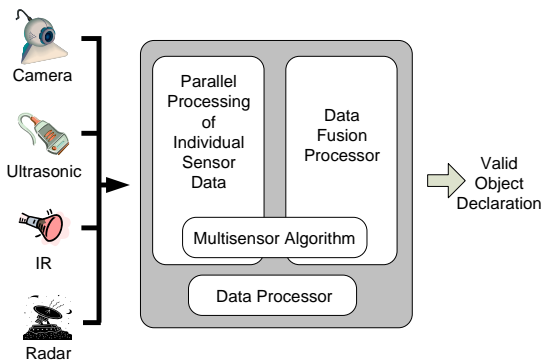 Camera
Ultrasonic
IR
Radar
Parallel
Processing
of
Individual
Sensor
Data
Data
Fusion
Processor
Multisensor Algorithm
Data Processor
Valid
Object
Declaration